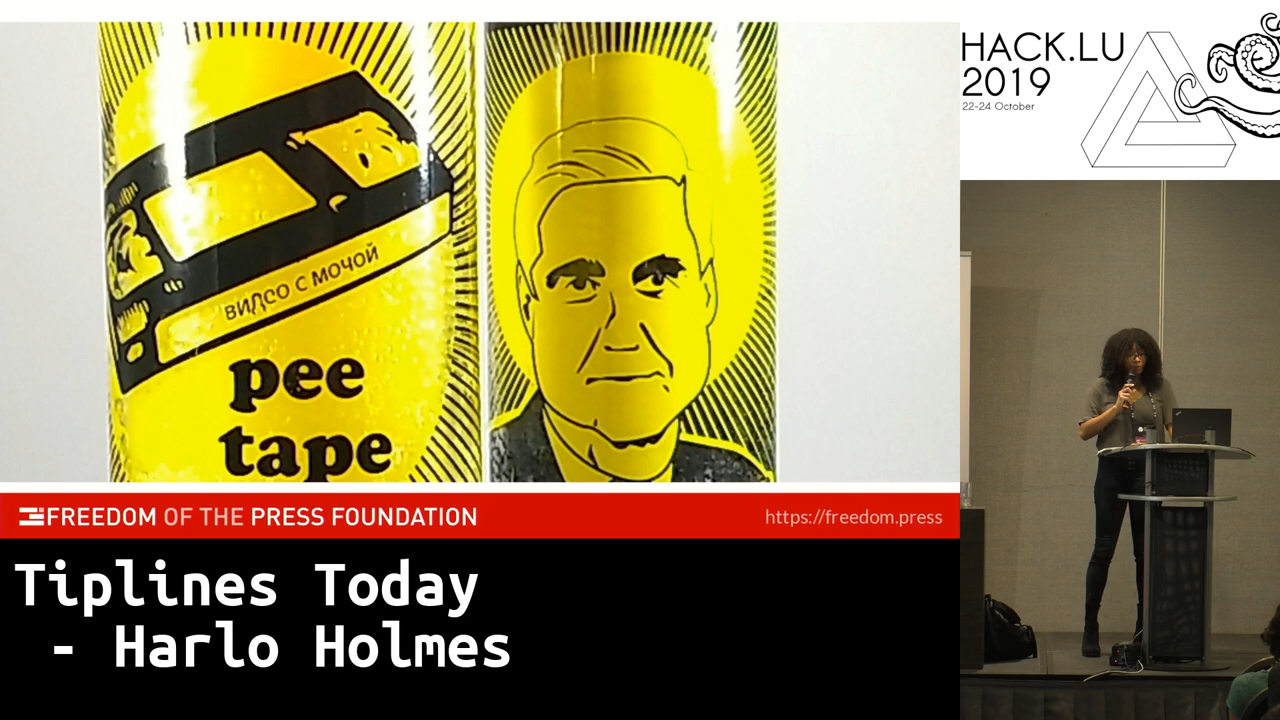 HACK.LU
2019
22-24 October
ВИДЕО С МОЧОЙ
pee
tape
FREEDOM OF THE PRESS FOUNDATION
https://freedom.press
Tiplines Today
- Harlo Holmes